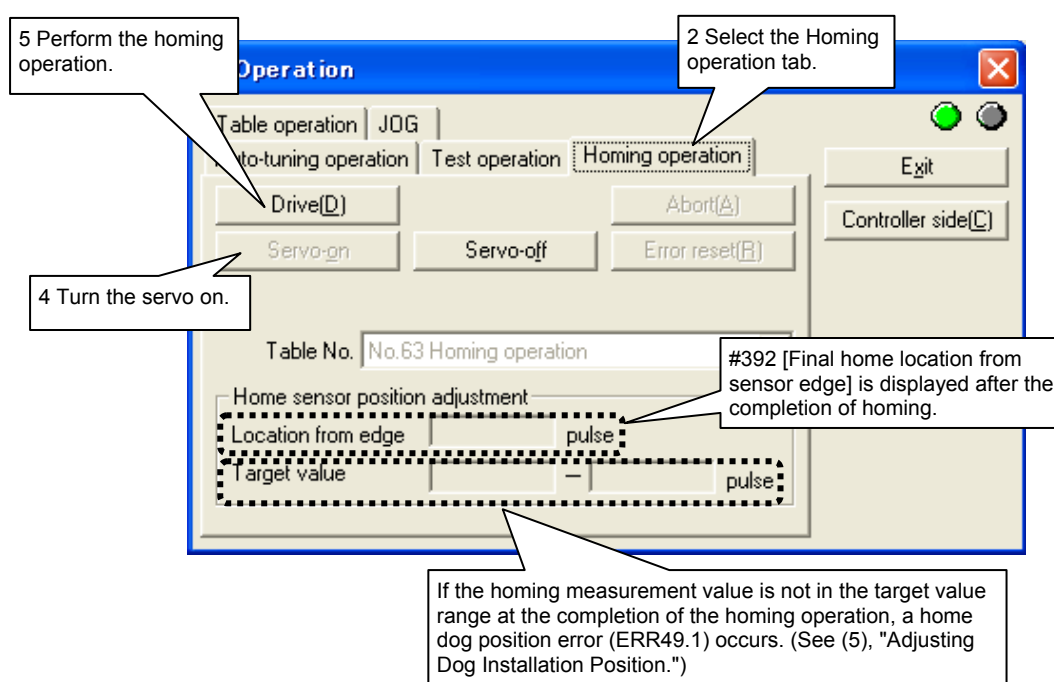 5 Perform the homing
operation.
2 Select the Homing
operation tab.
Operation
Table operation
JOG
Auto-tuning operation
Test operation
Homing operation
Exit
Drive(D)
Abort(A)
Controller side(C)
Servo-on
Servo-off
Error reset(R)
4 Turn the servo on.
Table No.
No.63 Homing operation
#392 [Final home location from
sensor edge] is displayed after the
completion of homing.
Home sensor position adjustment
Location from edge
pulse
Target value
–
pulse
If the homing measurement value is not in the target value
range at the completion of the homing operation, a home
dog position error (ERR49.1) occurs. (See (5), "Adjusting
Dog Installation Position.")